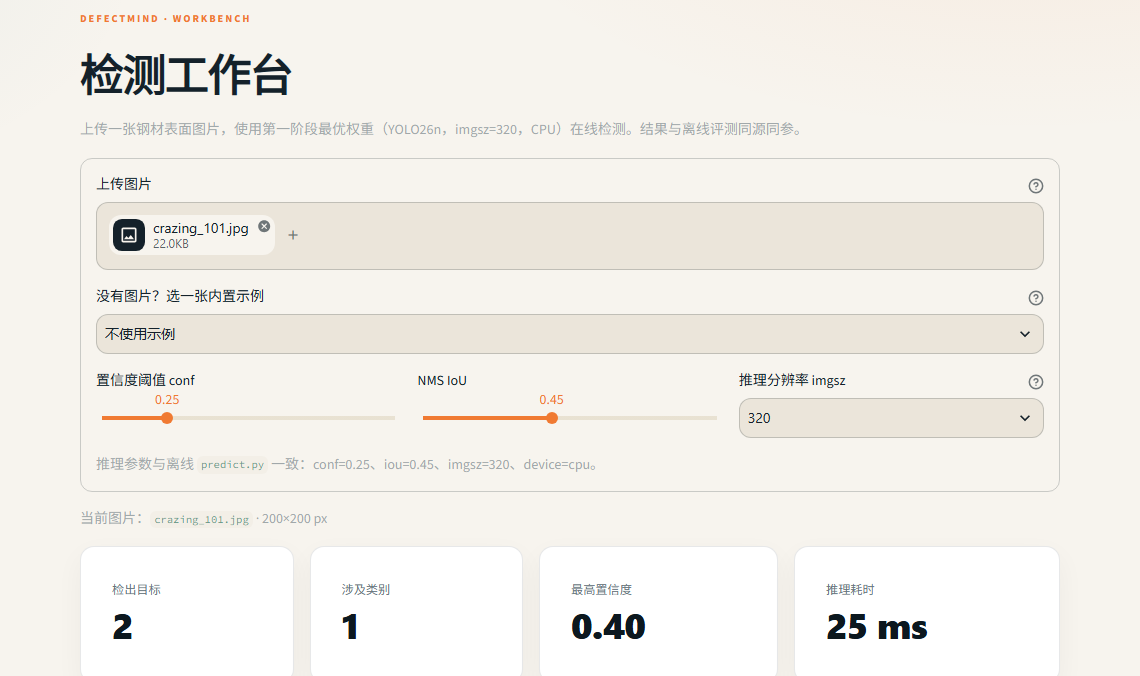 DEFECTMIND · WORKBENCH
检测工作台
上传一张钢材表面图片，使用第一阶段最优权重（YOLO26n，imgsz=320，CPU）在线检测。结果与离线评测同源同参。
上传图片
crazing_101.jpg
22.0KB
没有图片？选一张内置示例
不使用示例
置信度阈值 conf
0.25
NMS IoU
0.45
推理分辨率 imgsz
320
推理参数与离线 predict.py 一致：conf=0.25、iou=0.45、imgsz=320、device=cpu。
当前图片： crazing_101.jpg · 200×200 px
检出目标
2
涉及类别
1
最高置信度
0.40
推理耗时
25 ms